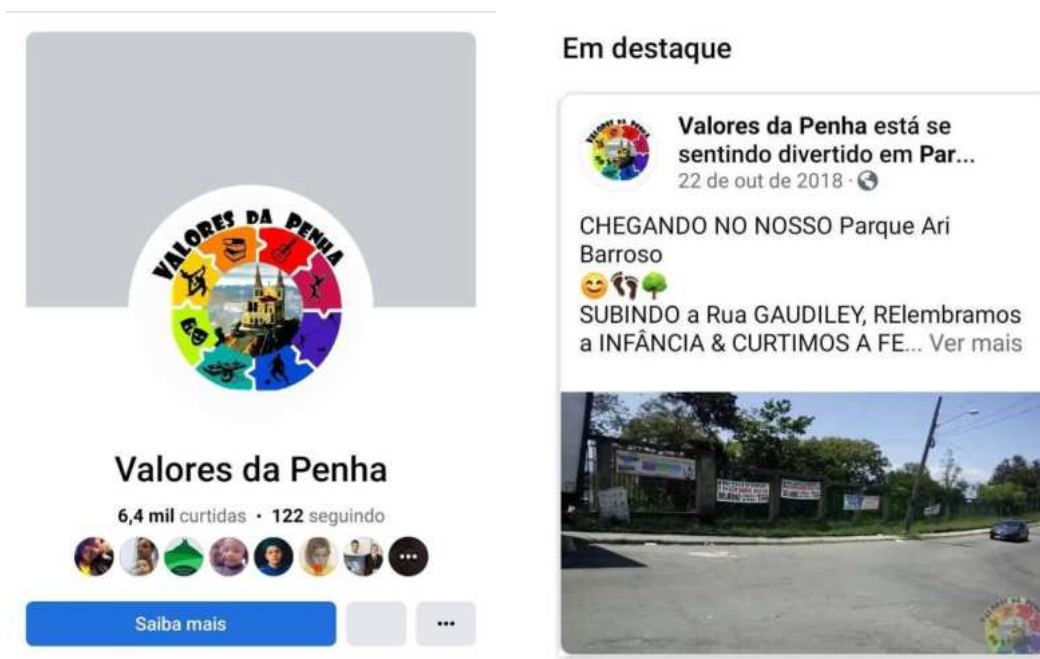 VALORES DA PENHA
Valores da Penha
6,4 mil curtidas · 122 seguindo
Saiba mais
Em destaque
Valores da Penha está se
sentindo divertido em Par...
22 de out de 2018 ·
CHEGANDO NO NOSSO Parque Ari
Barroso
😊👣🌳
SUBINDO a Rua GAUDILEY, RElembramos
a INFÂNCIA & CURTIMOS A FE... Ver mais